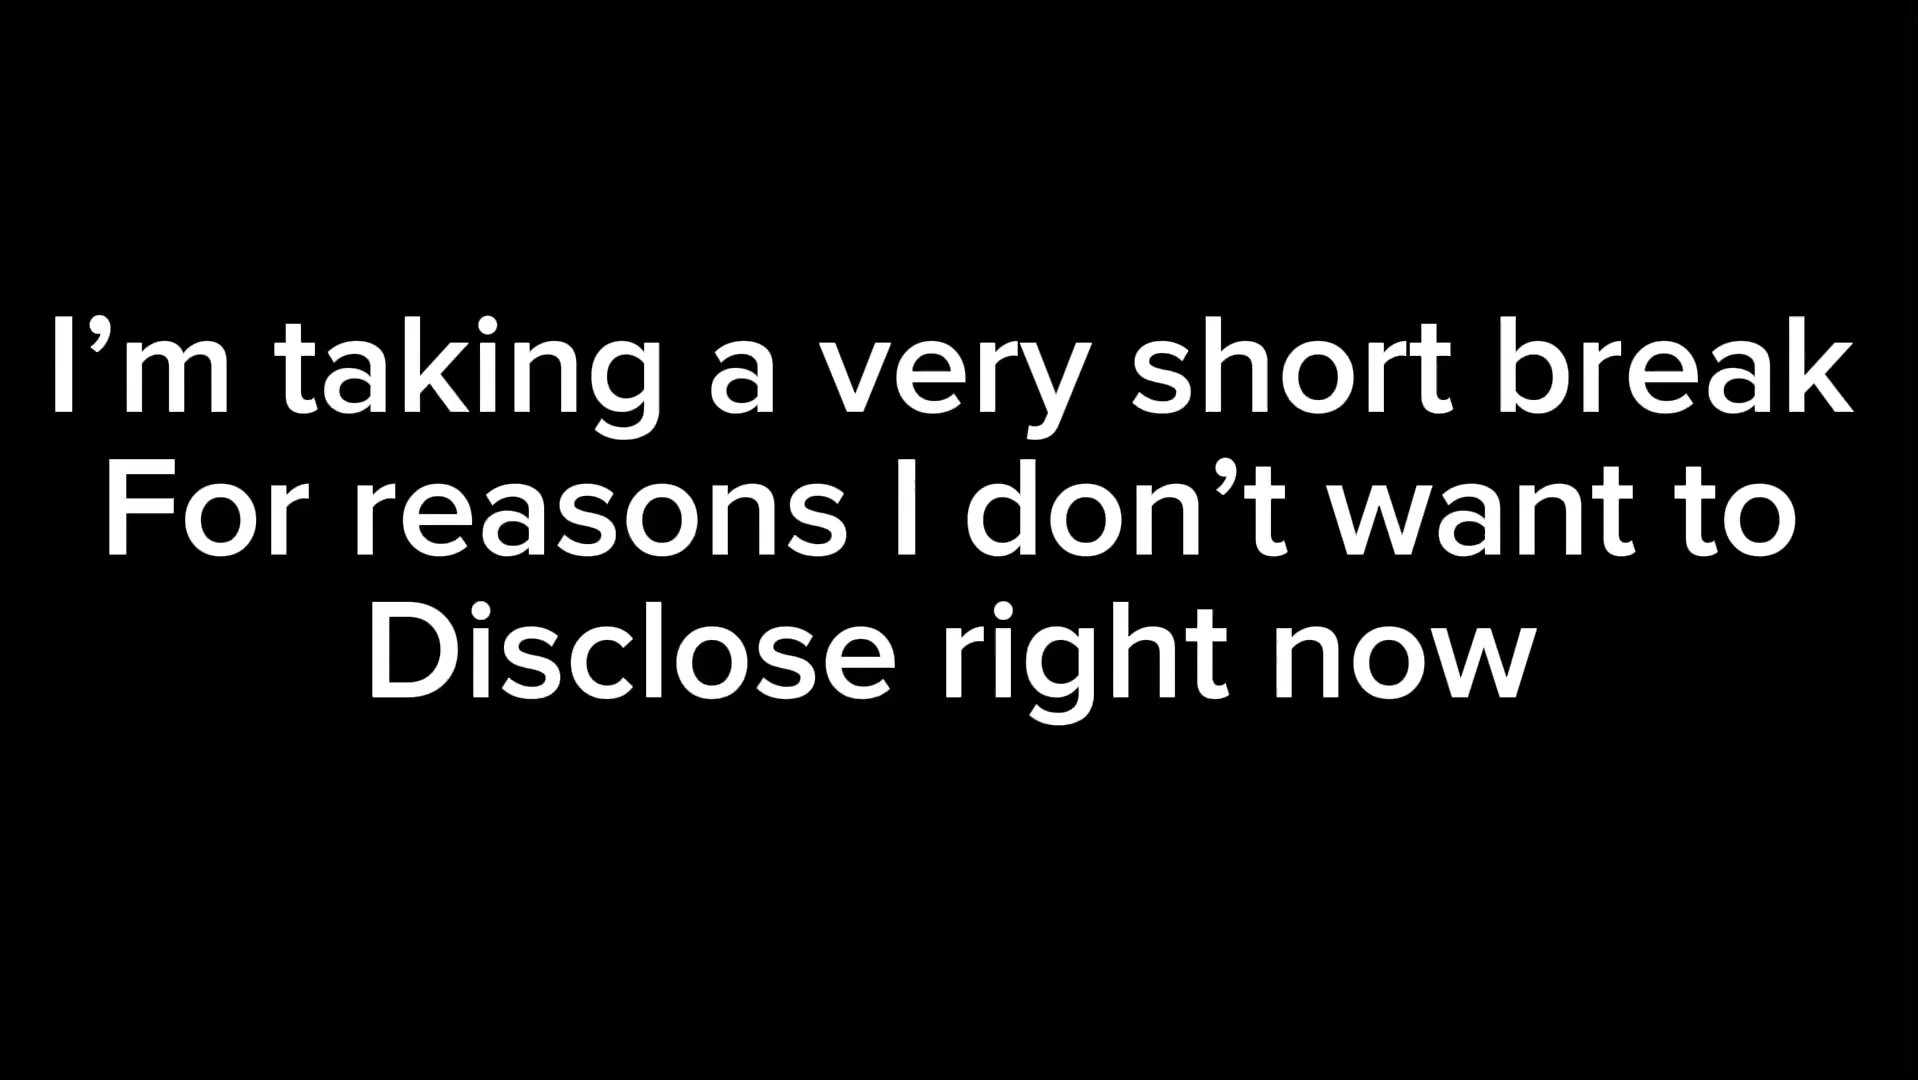 I’m taking a very short break
For reasons I don’t want to
Disclose right now